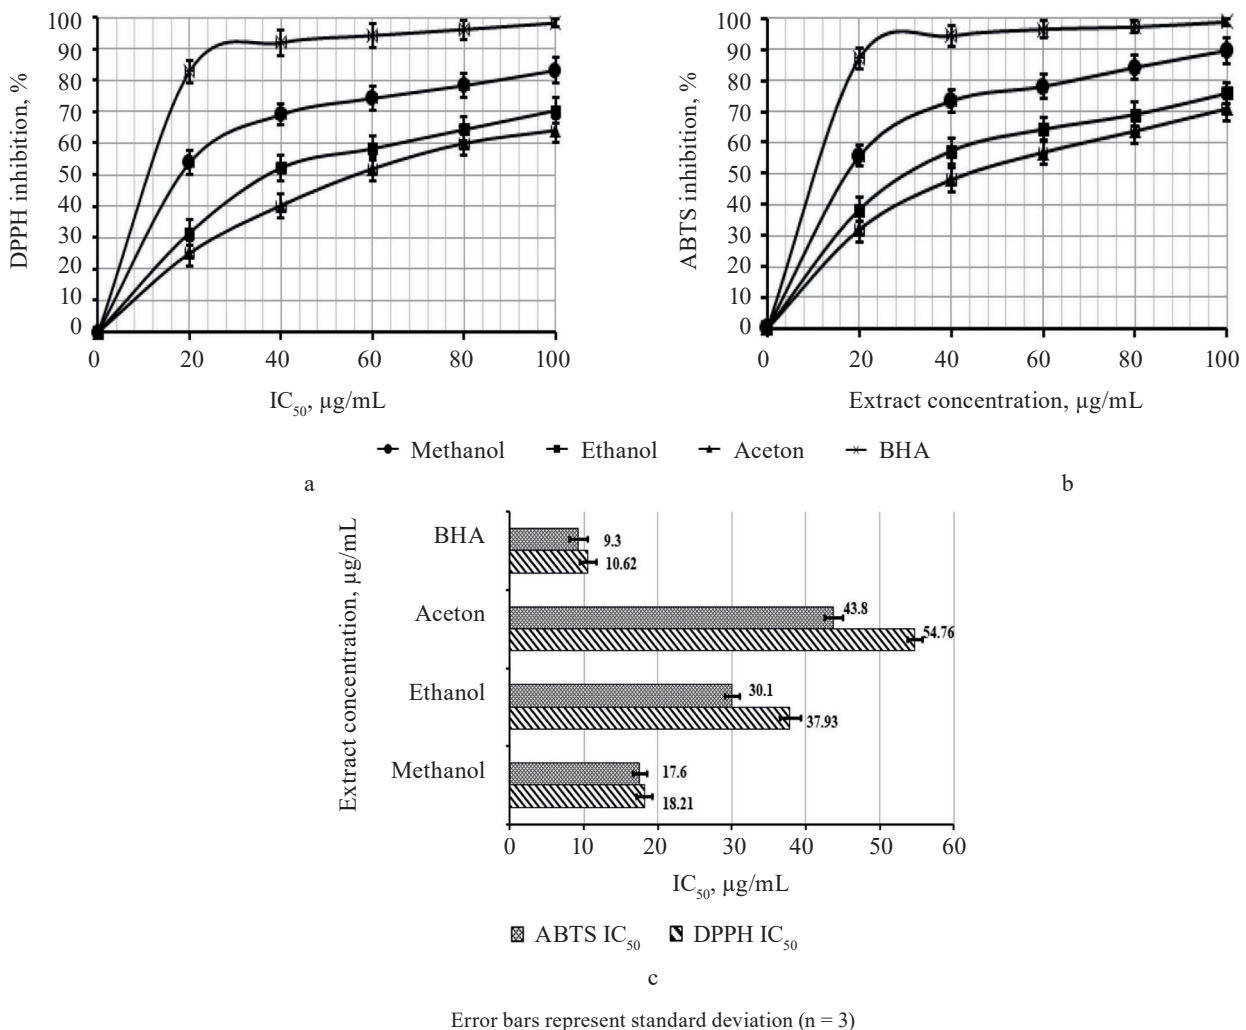 DPPH inhibition, %
100
90
80
70
60
50
40
30
20
10
0
0 20 40 60 80 100
IC50, µg/mL
ABTS inhibition, %
100
90
80
70
60
50
40
30
20
10
0
0 20 40 60 80 100
Extract concentration, µg/mL
Methanol Ethanol Aceton BHA
a b
Extract concentration, µg/mL
BHA
9.3
10.62
Aceton
43.8
54.76
Ethanol
30.1
37.93
Methanol
17.6
18.21
0 10 20 30 40 50 60
IC50, µg/mL
ABTS IC50 DPPH IC50
c
Error bars represent standard deviation (n = 3)